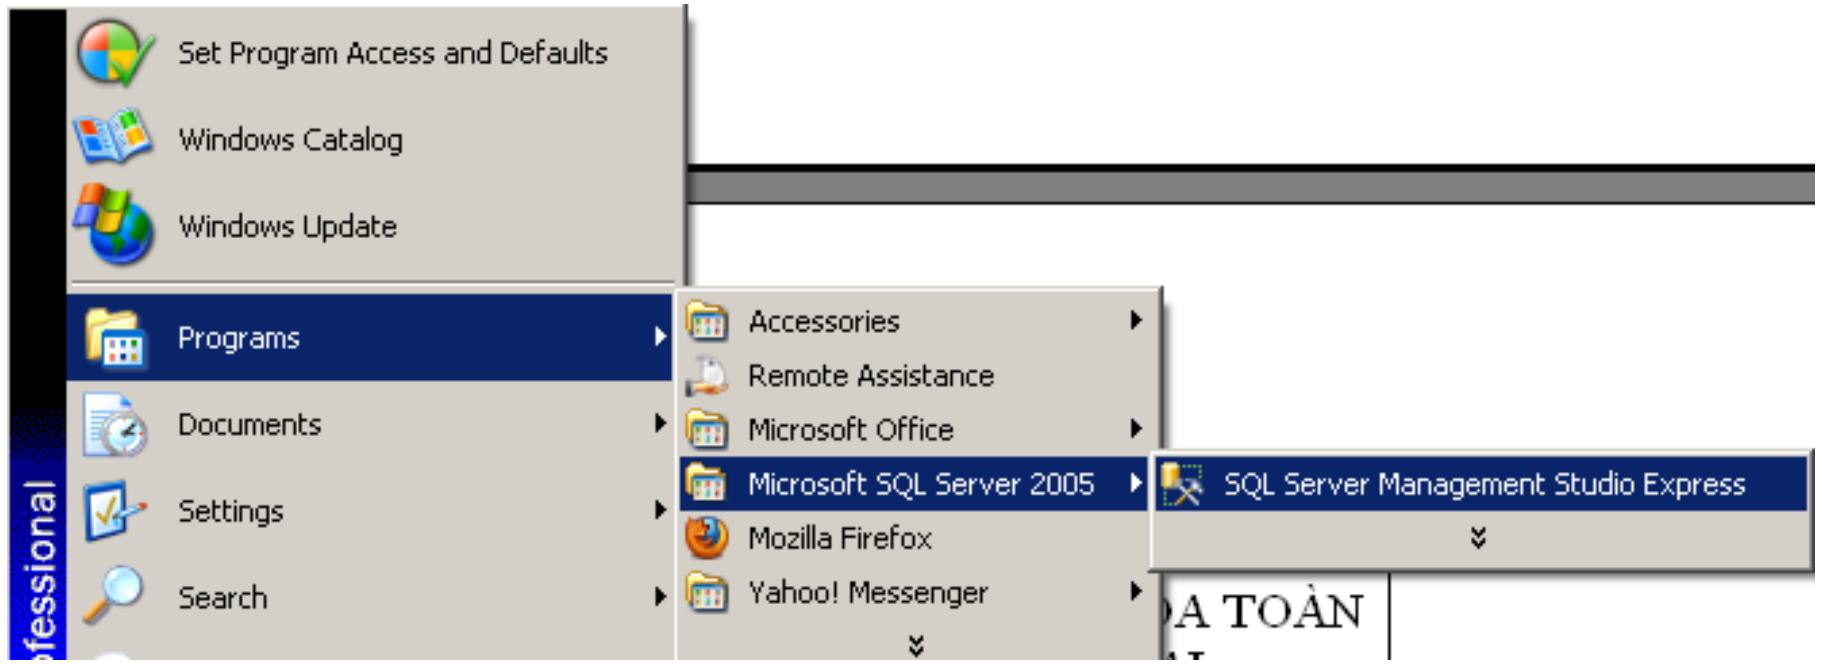 Set Program Access and Defaults
Windows Catalog
Windows Update
Programs
Documents
Settings
Search
Accessories
Remote Assistance
Microsoft Office
Microsoft SQL Server 2005
Mozilla Firefox
Yahoo! Messenger
SQL Server Management Studio Express
TOÀN